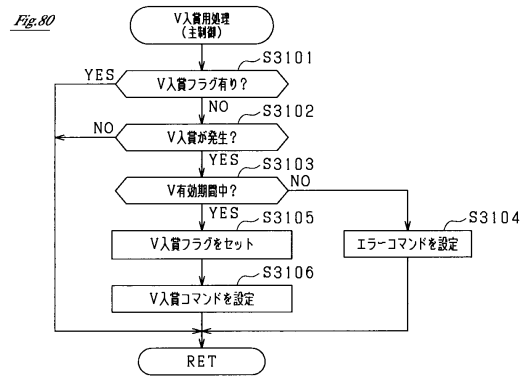 Fig.80
V入賞用処理
(主制御)
S3101
YES
V入賞フラグ有り?
NO
S3102
NO
V入賞が発生?
YES
S3103
V有効期間中?
NO
YES
S3105
S3104
V入賞フラグをセット
エラーコマンドを設定
S3106
V入賞コマンドを設定
RET